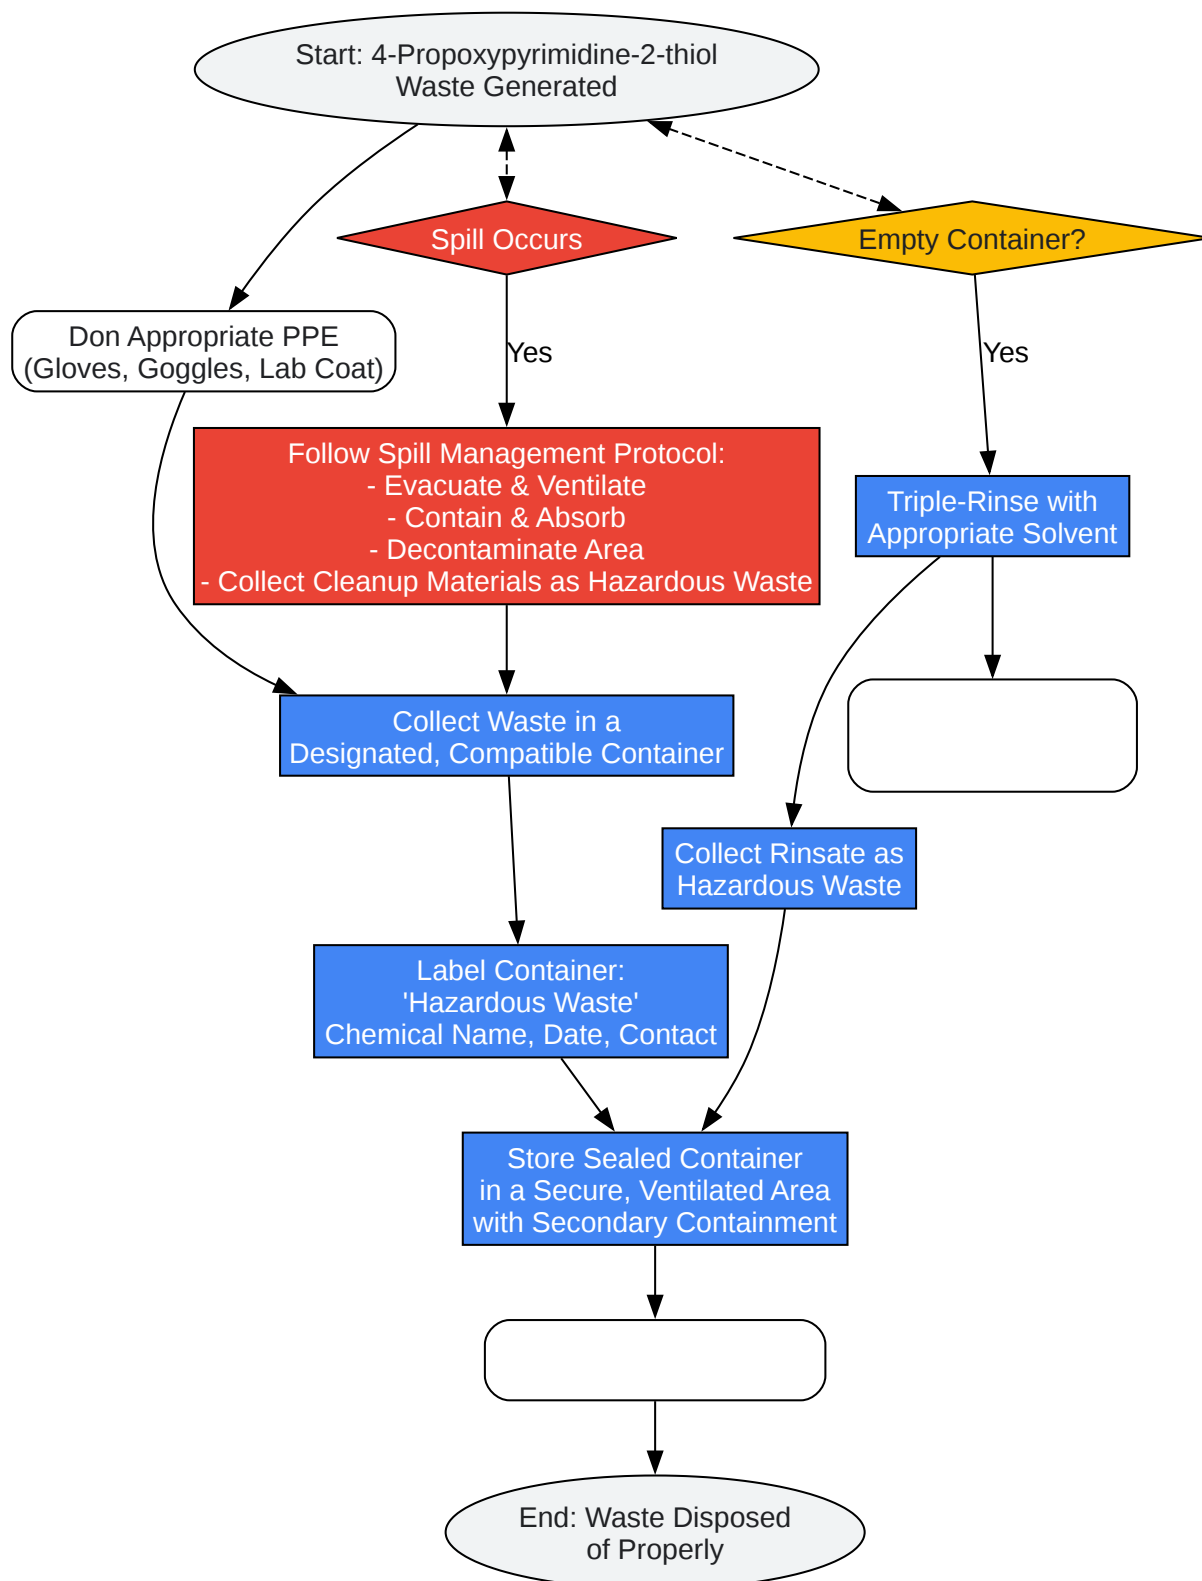 Start: 4-Propoxypyrimidine-2-thiol
Waste Generated
Spill Occurs
Empty Container?
Don Appropriate PPE
(Gloves, Goggles, Lab Coat)
Yes
Yes
Follow Spill Management Protocol:
- Evacuate & Ventilate
- Contain & Absorb
- Decontaminate Area
- Collect Cleanup Materials as Hazardous Waste
Triple-Rinse with
Appropriate Solvent
Collect Waste in a
Designated, Compatible Container
Collect Rinsate as
Hazardous Waste
Label Container:
'Hazardous Waste'
Chemical Name, Date, Contact
Store Sealed Container
in a Secure, Ventilated Area
with Secondary Containment
End: Waste Disposed
of Properly